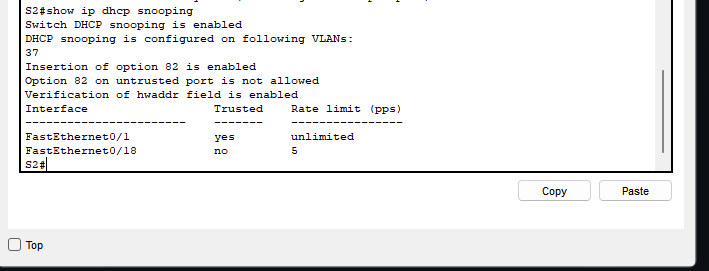 S2#show ip dhcp snooping
Switch DHCP snooping is enabled
DHCP snooping is configured on following VLANs:
37
Insertion of option 82 is enabled
Option 82 on untrusted port is not allowed
Verification of hwaddr field is enabled
Interface                  Trusted    Rate limit (pps)
-----------------------    -------    ----------------
FastEthernet0/1            yes        unlimited
FastEthernet0/18           no         5
S2#
Copy Paste
Top